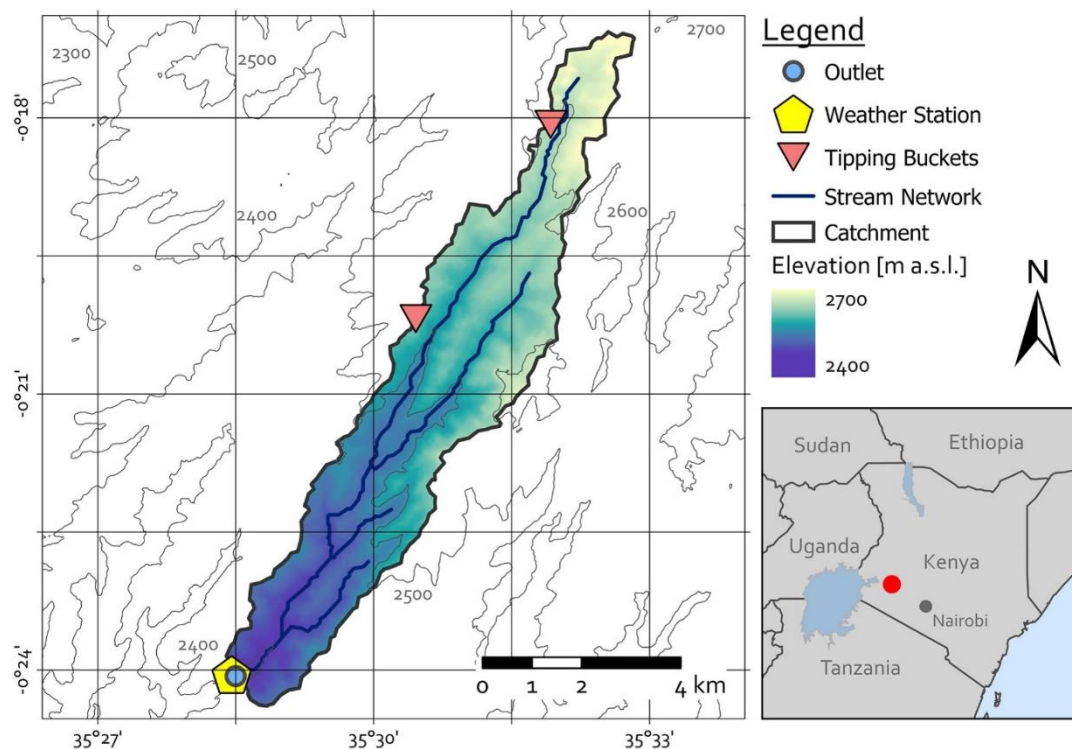 2300
2500
2700
-0°18'
2400
2600
-0°21'
2500
2400
-0°24'
0 1 2 4 km
35°27' 35°30' 35°33'
Legend
Outlet
Weather Station
Tipping Buckets
Stream Network
Catchment
Elevation [m a.s.l.]
2700
2400
N
Sudan
Ethiopia
Uganda
Kenya
Nairobi
Tanzania